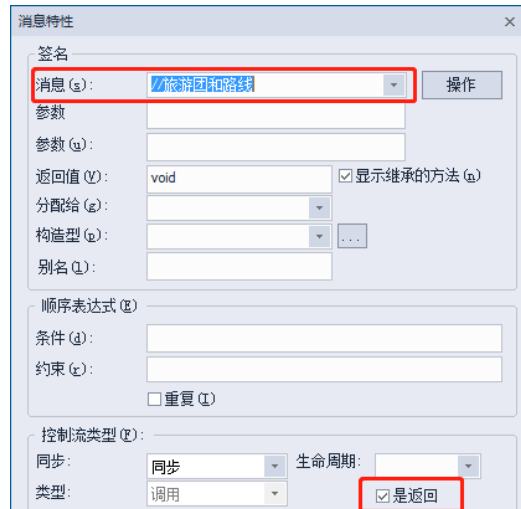 消息特性
签名
消息(s): //旅游团和路线 操作
参数
参数(u):
返回值(V): void 显示继承的方法(n)
分配给(g):
构造型(p): ...
别名(l):
顺序表达式(E)
条件(d):
约束(r):
重复(I)
控制流类型(F):
同步: 同步 生命周期:
类型: 调用 是返回